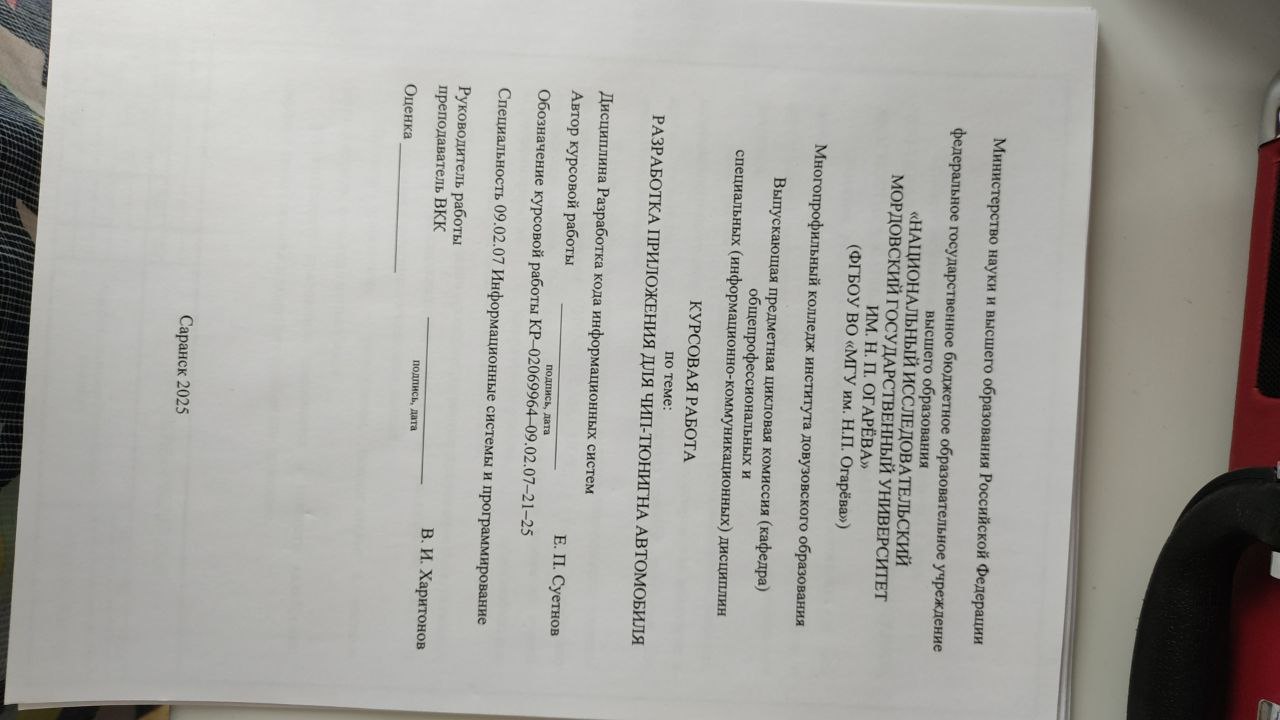 Министерство науки и высшего образования Российской Федерации
федеральное государственное бюджетное образовательное учреждение
высшего образования
«НАЦИОНАЛЬНЫЙ ИССЛЕДОВАТЕЛЬСКИЙ
МОРДОВСКИЙ ГОСУДАРСТВЕННЫЙ УНИВЕРСИТЕТ
ИМ. Н. П. ОГАРЁВА»
(ФГБОУ ВО «МГУ им. Н.П. Огарёва»)
Многопрофильный колледж института довузовского образования
Выпускающая предметная цикловая комиссия (кафедра)
общепрофессиональных и
специальных (информационно-коммуникационных) дисциплин
КУРСОВАЯ РАБОТА
по теме:
РАЗРАБОТКА ПРИЛОЖЕНИЯ ДЛЯ ЧИП-ТЮНИГНА АВТОМОБИЛЯ
Дисциплина Разработка кода информационных систем
Автор курсовой работы Е. П. Суетнов
подпись, дата
Обозначение курсовой работы КР–02069964–09.02.07–21–25
Специальность 09.02.07 Информационные системы и программирование
Руководитель работы
преподаватель ВКК В. И. Харитонов
подпись, дата
Оценка
Саранск 2025